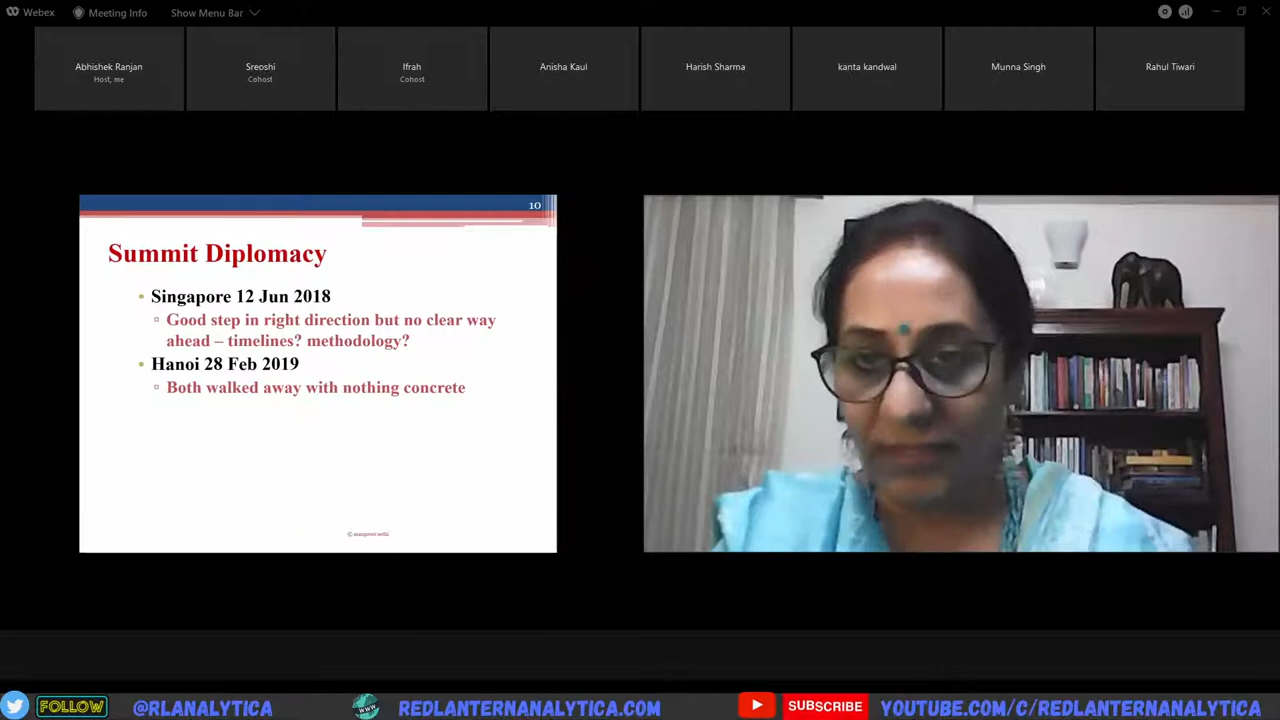 Webex
Meeting Info
Show Menu Bar
Abhishek Ranjan
Host, me
Sreoshi
Cohost
Ifrah
Cohost
Anisha Kaul
Harish Sharma
kanta kandwal
Munna Singh
Rahul Tiwari
10
Summit Diplomacy
Singapore 12 Jun 2018
Good step in right direction but no clear way
ahead – timelines? methodology?
Hanoi 28 Feb 2019
Both walked away with nothing concrete
© manpreet sethi
FOLLOW
@RLANALYTICA
WWW
REDLANTERNANALYTICA.COM
SUBSCRIBE
YOUTUBE.COM/C/REDLANTERNANALYTICA